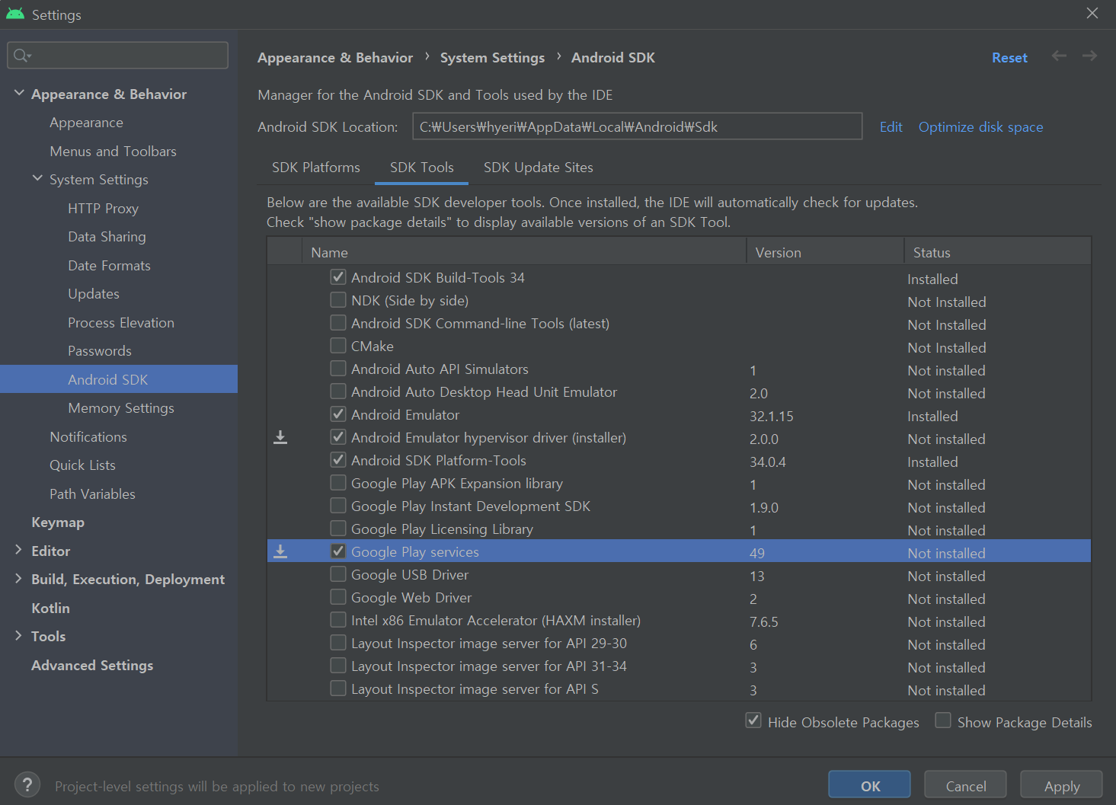 Settings
Appearance & Behavior
Appearance
Menus and Toolbars
System Settings
HTTP Proxy
Data Sharing
Date Formats
Updates
Process Elevation
Passwords
Android SDK
Memory Settings
Notifications
Quick Lists
Path Variables
Keymap
Editor
Build, Execution, Deployment
Kotlin
Tools
Advanced Settings
Appearance & Behavior › System Settings › Android SDK
Reset
Manager for the Android SDK and Tools used by the IDE
Android SDK Location: C:₩Users₩hyeri₩AppData₩Local₩Android₩Sdk Edit Optimize disk space
SDK Platforms SDK Tools SDK Update Sites
Below are the available SDK developer tools. Once installed, the IDE will automatically check for updates.
Check "show package details" to display available versions of an SDK Tool.
Name Version Status
Android SDK Build-Tools 34 Installed
NDK (Side by side) Not Installed
Android SDK Command-line Tools (latest) Not Installed
CMake Not Installed
Android Auto API Simulators 1 Not installed
Android Auto Desktop Head Unit Emulator 2.0 Not installed
Android Emulator 32.1.15 Installed
Android Emulator hypervisor driver (installer) 2.0.0 Not installed
Android SDK Platform-Tools 34.0.4 Installed
Google Play APK Expansion library 1 Not installed
Google Play Instant Development SDK 1.9.0 Not installed
Google Play Licensing Library 1 Not installed
Google Play services 49 Not installed
Google USB Driver 13 Not installed
Google Web Driver 2 Not installed
Intel x86 Emulator Accelerator (HAXM installer) 7.6.5 Not installed
Layout Inspector image server for API 29-30 6 Not installed
Layout Inspector image server for API 31-34 3 Not installed
Layout Inspector image server for API S 3 Not installed
Hide Obsolete Packages Show Package Details
? Project-level settings will be applied to new projects
OK Cancel Apply